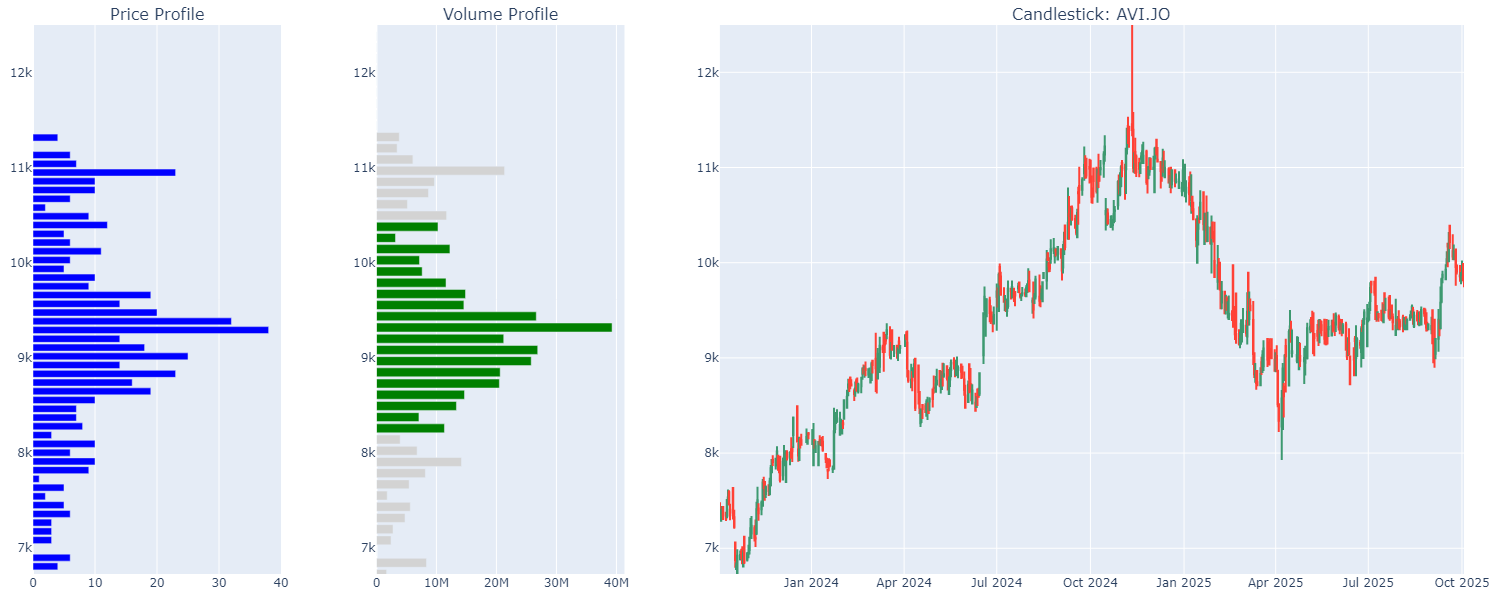 Price Profile
Volume Profile
Candlestick: AVI.JO
12k
11k
10k
9k
8k
7k
0 10 20 30 40
12k
11k
10k
9k
8k
7k
0 10M 20M 30M 40M
12k
11k
10k
9k
8k
7k
Jan 2024 Apr 2024 Jul 2024 Oct 2024 Jan 2025 Apr 2025 Jul 2025 Oct 2025